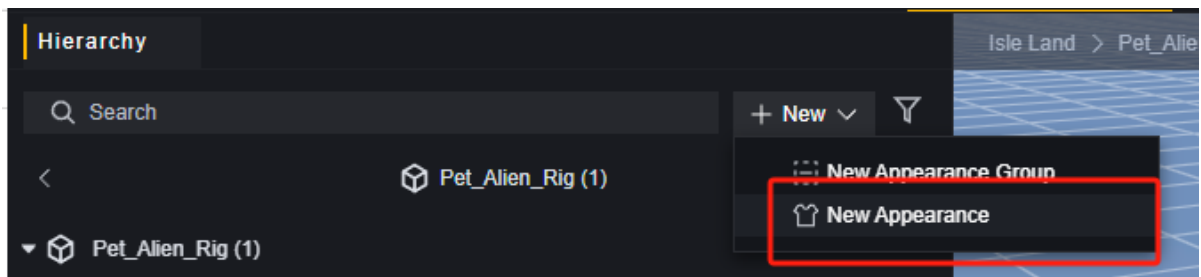 Hierarchy
Isle Land > Pet_Alie
Search
+ New
Pet_Alien_Rig (1)
New Appearance Group
New Appearance
Pet_Alien_Rig (1)